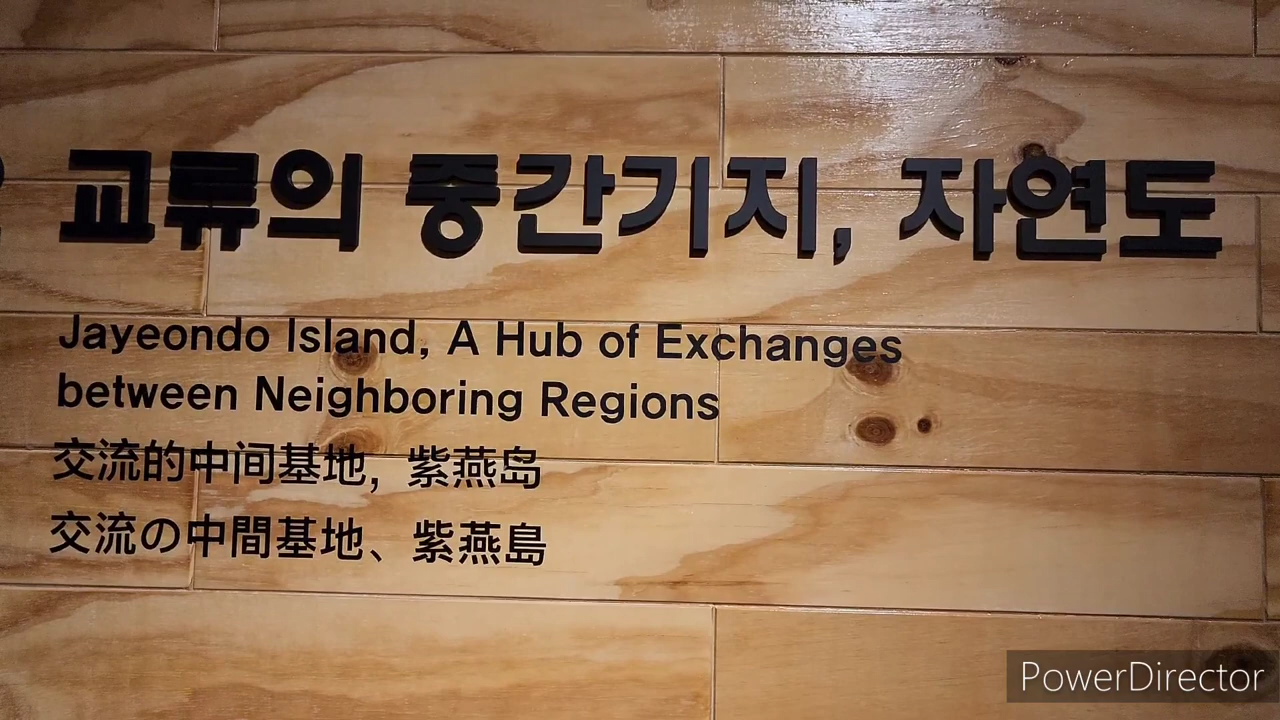 교류의 중간기지, 자연도
Jayeondo Island, A Hub of Exchanges
between Neighboring Regions
交流的中间基地, 紫燕岛
交流の中間基地、紫燕島
PowerDirector